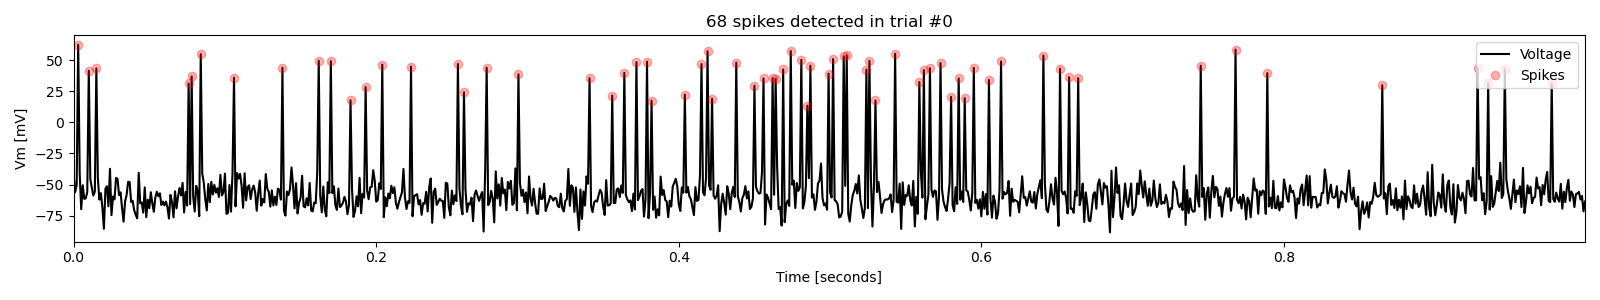 68 spikes detected in trial #0
Vm [mV]
50
25
0
−25
−50
−75
Voltage
Spikes
0.0 0.2 0.4 0.6 0.8
Time [seconds]